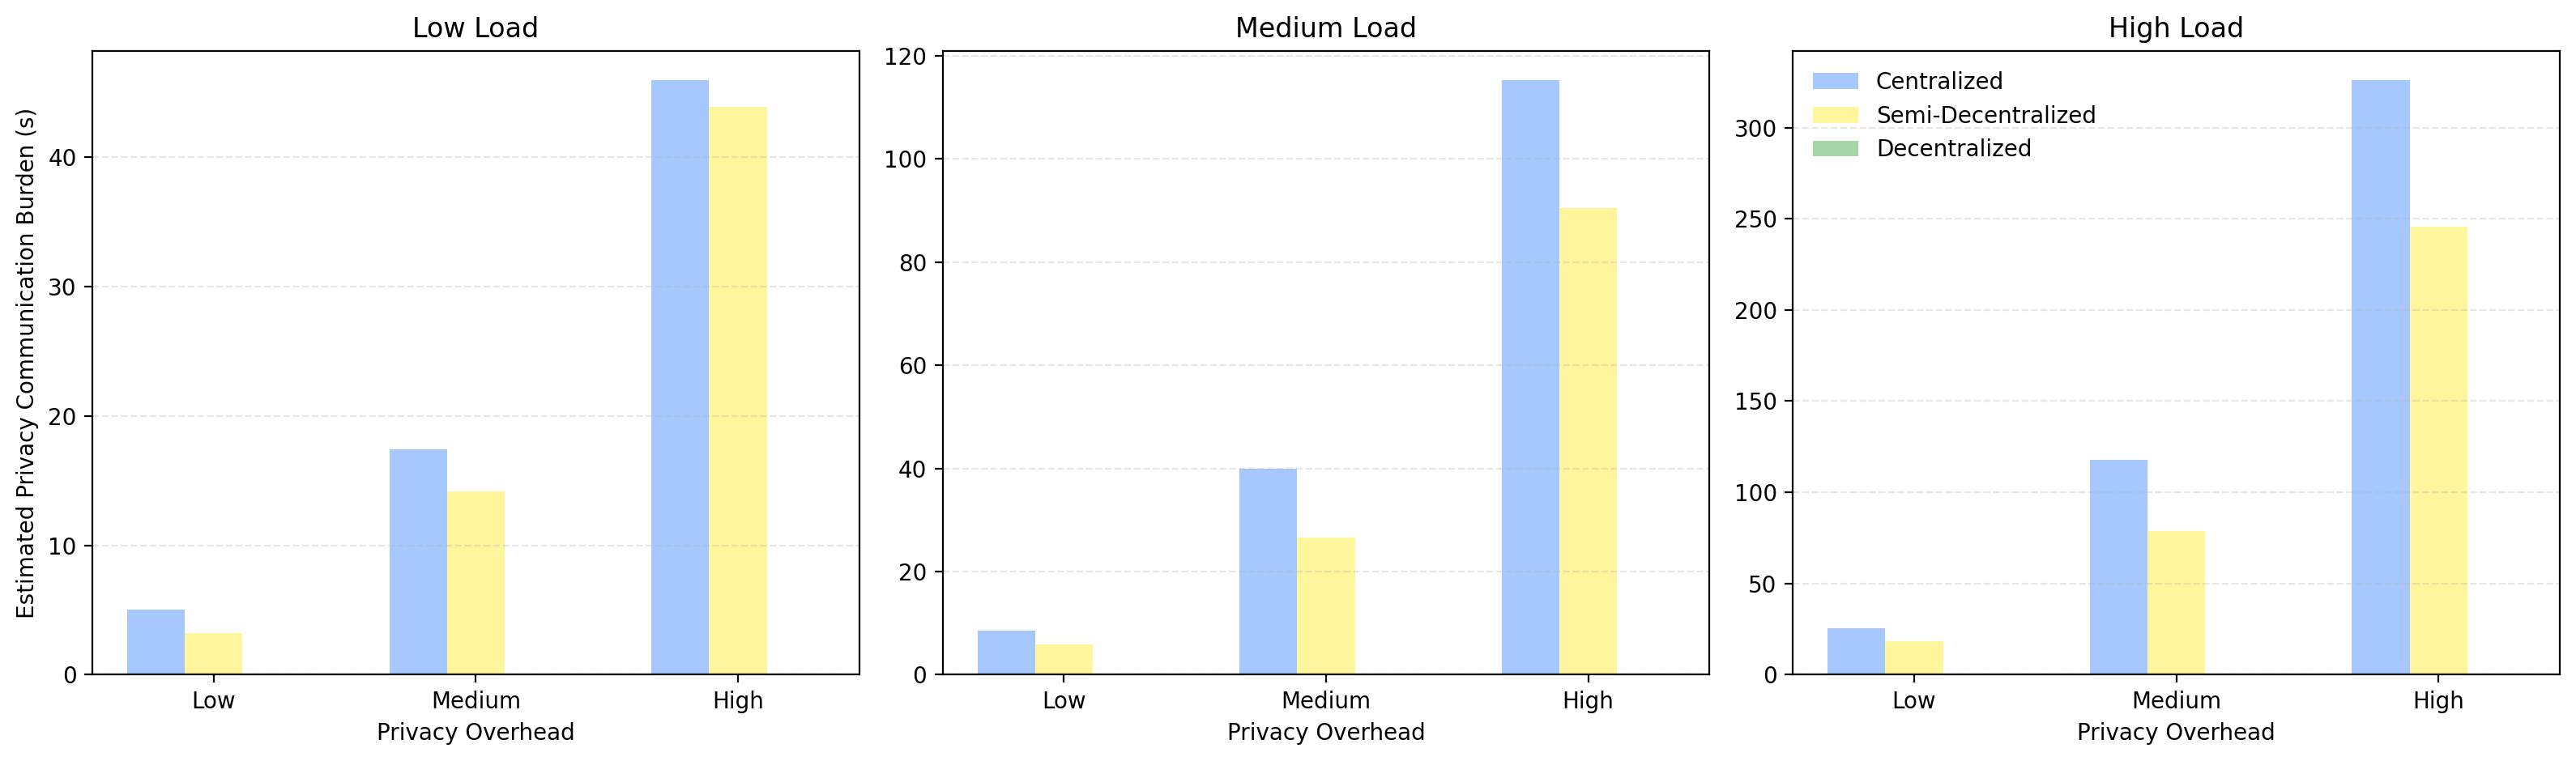 Low Load
Estimated Privacy Communication Burden (s)
40
30
20
10
0
Low Medium High
Privacy Overhead
Medium Load
120
100
80
60
40
20
0
Low Medium High
Privacy Overhead
High Load
Centralized
Semi-Decentralized
Decentralized
300
250
200
150
100
50
0
Low Medium High
Privacy Overhead